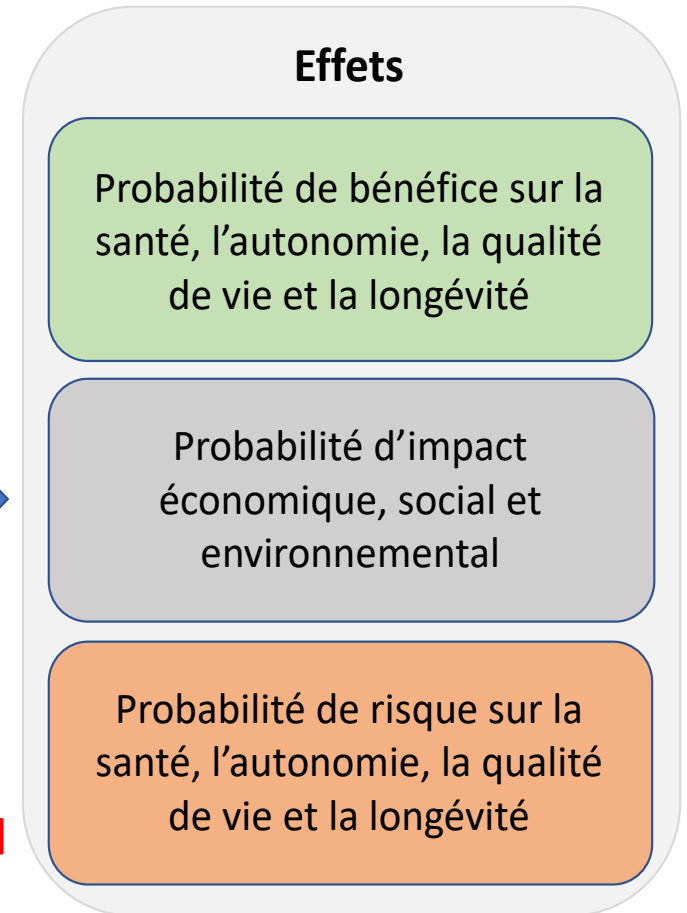 Effets
Probabilité de bénéfice sur la
santé, l’autonomie, la qualité
de vie et la longévité
Probabilité d’impact
économique, social et
environnemental
Probabilité de risque sur la
santé, l’autonomie, la qualité
de vie et la longévité